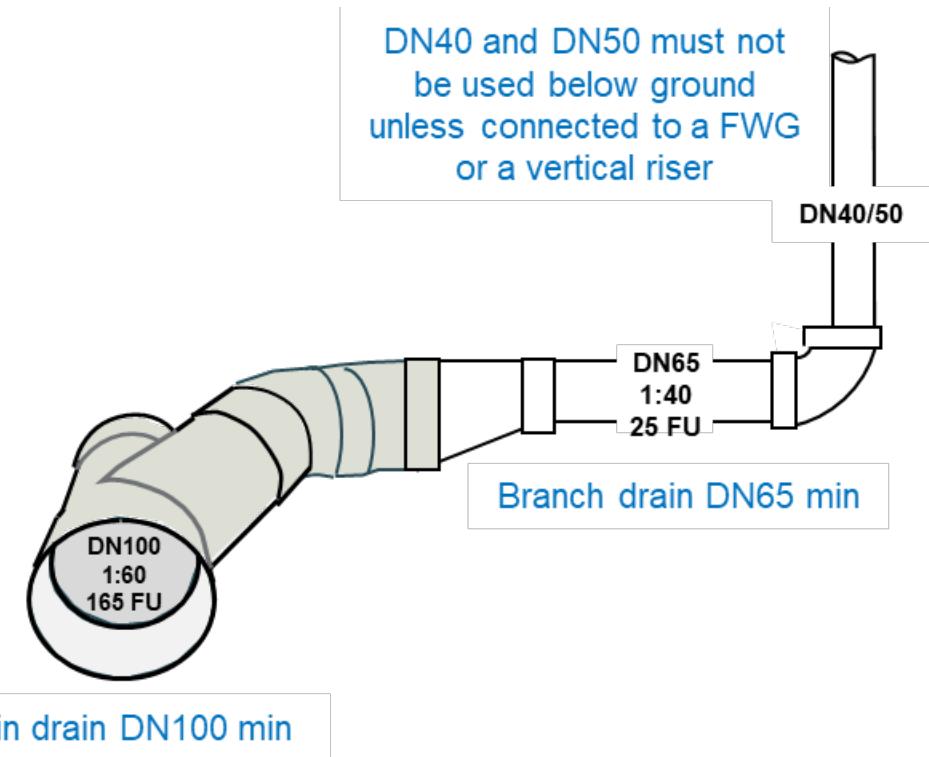 DN40 and DN50 must not
be used below ground
unless connected to a FWG
or a vertical riser
DN40/50
DN65
1:40
25 FU
Branch drain DN65 min
DN100
1:60
165 FU
in drain DN100 min